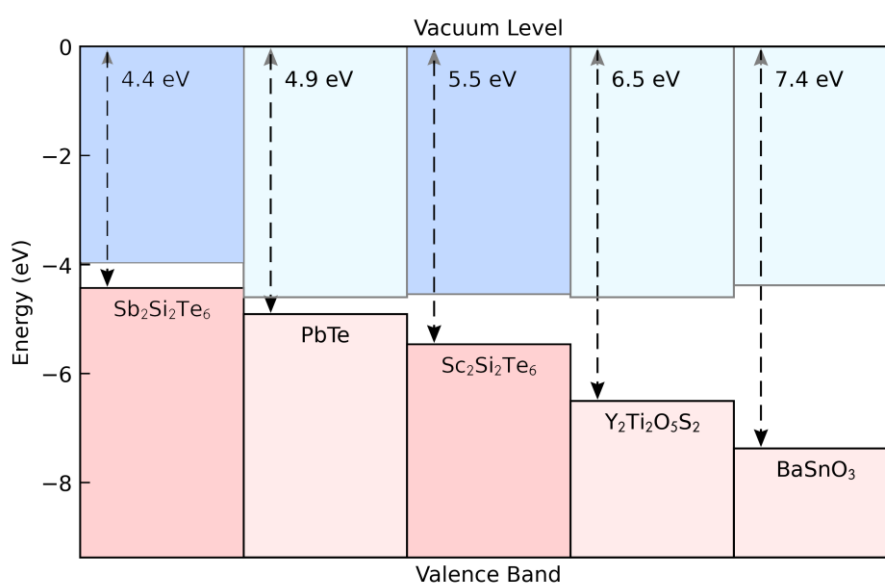 Vacuum Level
0
4.4 eV
4.9 eV
5.5 eV
6.5 eV
7.4 eV
−2
−4
−6
−8
Energy (eV)
Sb₂Si₂Te₆
PbTe
Sc₂Si₂Te₆
Y₂Ti₂O₅S₂
BaSnO₃
Valence Band